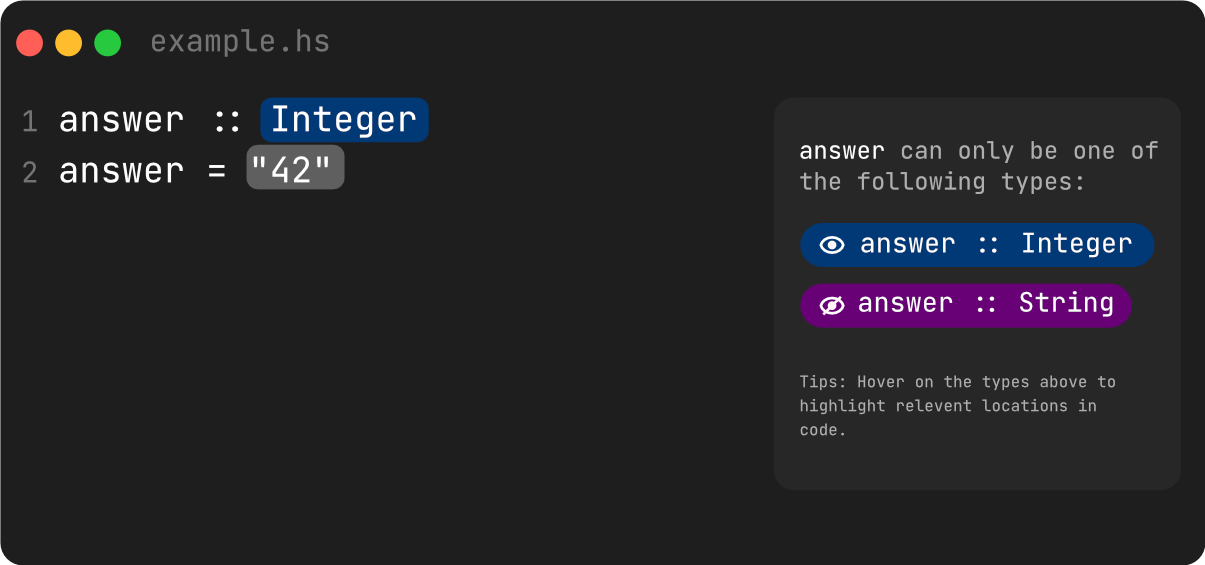 example.hs
1 answer :: Integer
2 answer = "42"
answer can only be one of
the following types:
answer :: Integer
answer :: String
Tips: Hover on the types above to
highlight relevent locations in
code.